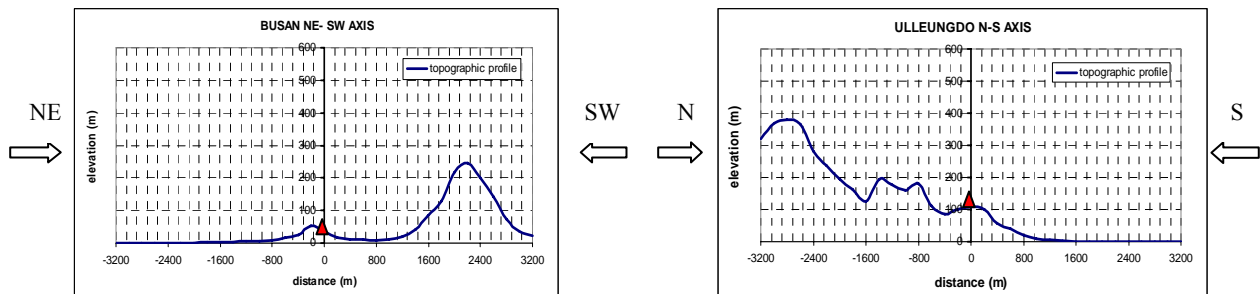 BUSAN NE- SW AXIS
600
500
400
300
200
100
0
-3200 -2400 -1600 -800 0 800 1600 2400 3200
elevation (m)
distance (m)
topographic profile
NE
SW
ULLEUNGDO N-S AXIS
600
500
400
300
200
100
0
-3200 -2400 -1600 -800 0 800 1600 2400 3200
elevation (m)
distance (m)
topographic profile
N
S